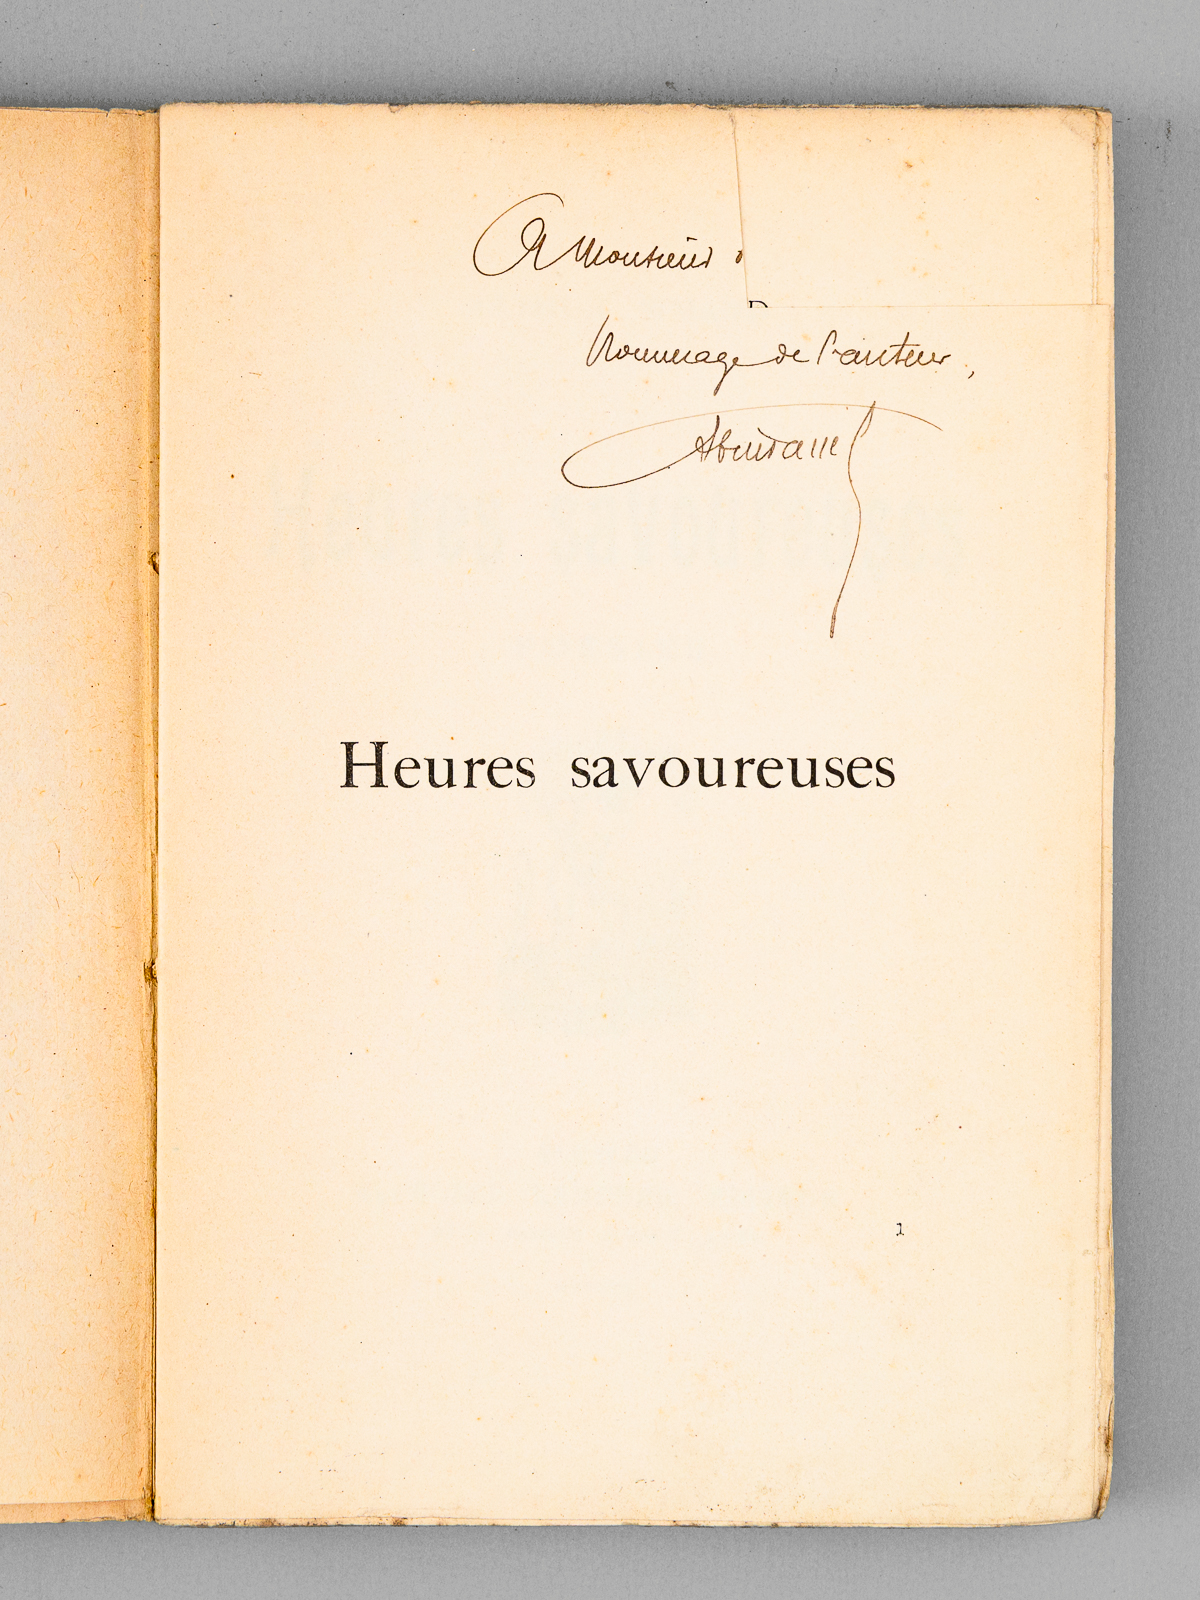 A Monsieur
D
Hommage de l'auteur,
Heures savoureuses
1